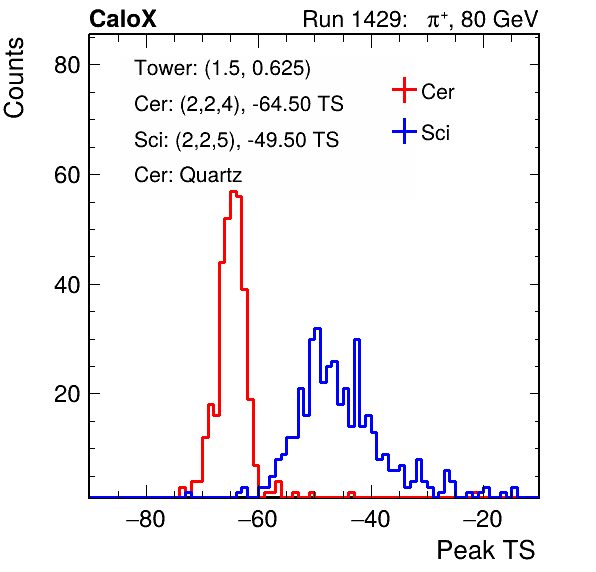 CaloX Run 1429: π⁺, 80 GeV
Counts
80
60
40
20
Tower: (1.5, 0.625)
Cer: (2,2,4), -64.50 TS
Sci: (2,2,5), -49.50 TS
Cer: Quartz
Cer
Sci
−80 −60 −40 −20
Peak TS